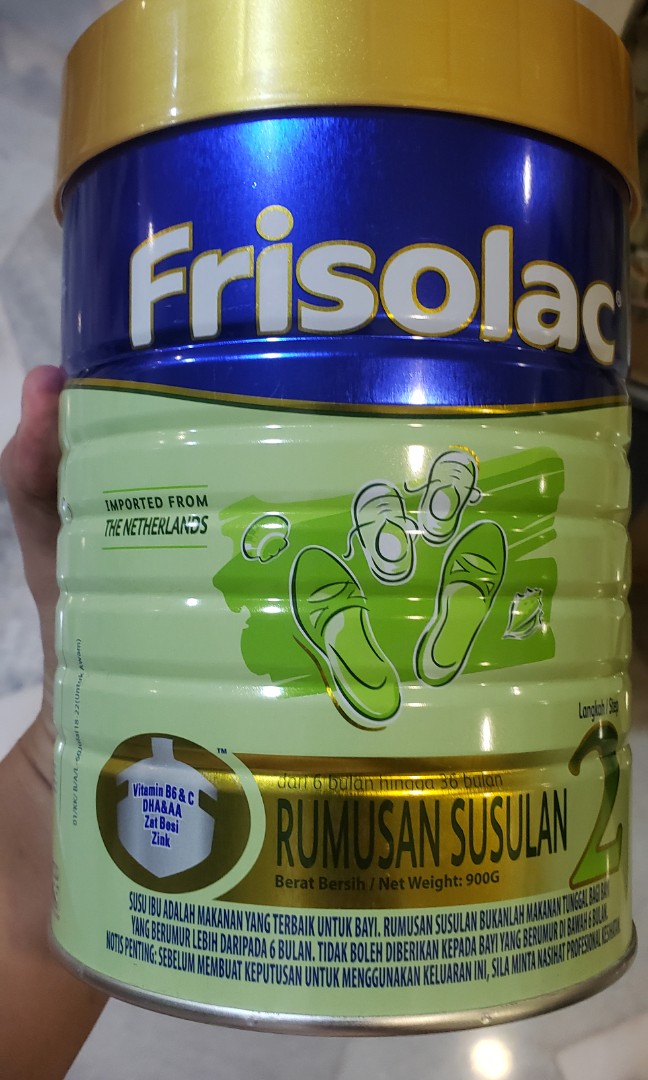 Frisolac®
IMPORTED FROM
THE NETHERLANDS
Langkah / Step
2
TM
Vitamin B6 & C
DHA&AA
Zat Besi
Zink
dari 6 bulan hingga 36 bulan
RUMUSAN SUSULAN
Berat Bersih / Net Weight: 900G
SUSU IBU ADALAH MAKANAN YANG TERBAIK UNTUK BAYI. RUMUSAN SUSULAN BUKANLAH MAKANAN TUNGGAL BAGI BAYI
YANG BERUMUR LEBIH DARIPADA 6 BULAN. TIDAK BOLEH DIBERIKAN KEPADA BAYI YANG BERUMUR DI BAWAH 6 BULAN.
NOTIS PENTING: SEBELUM MEMBUAT KEPUTUSAN UNTUK MENGGUNAKAN KELUARAN INI, SILA MINTA NASIHAT PROFESIONAL